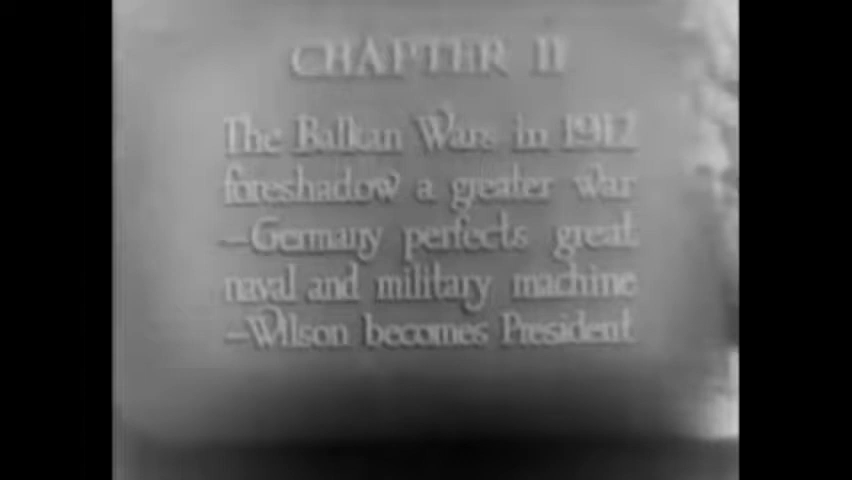 CHAPTER II
The Balkan Wars in 1912
foreshadow a greater war
—Germany perfects great
naval and military machine
—Wilson becomes President